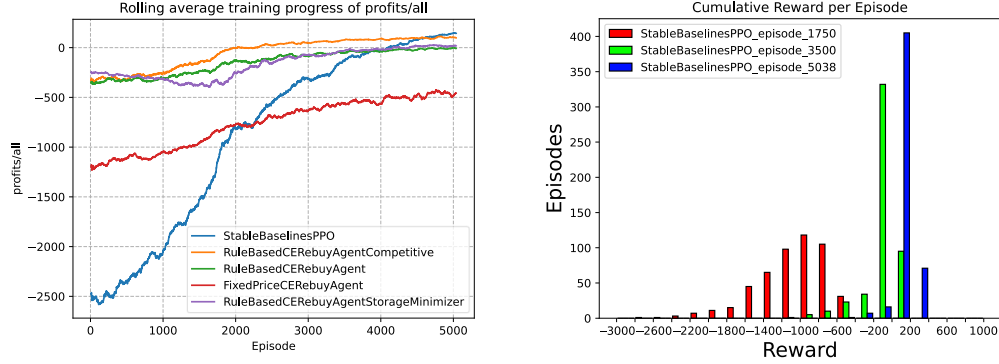 Rolling average training progress of profits/all
profits/all
0
−500
−1000
−1500
−2000
−2500
StableBaselinesPPO
RuleBasedCERebuyAgentCompetitive
RuleBasedCERebuyAgent
FixedPriceCERebuyAgent
RuleBasedCERebuyAgentStorageMinimizer
0 1000 2000 3000 4000 5000
Episode
Cumulative Reward per Episode
Episodes
400
350
300
250
200
150
100
50
0
StableBaselinesPPO_episode_1750
StableBaselinesPPO_episode_3500
StableBaselinesPPO_episode_5038
−3000 −2600 −2200 −1800 −1400 −1000 −600 −200 200 600 1000
Reward